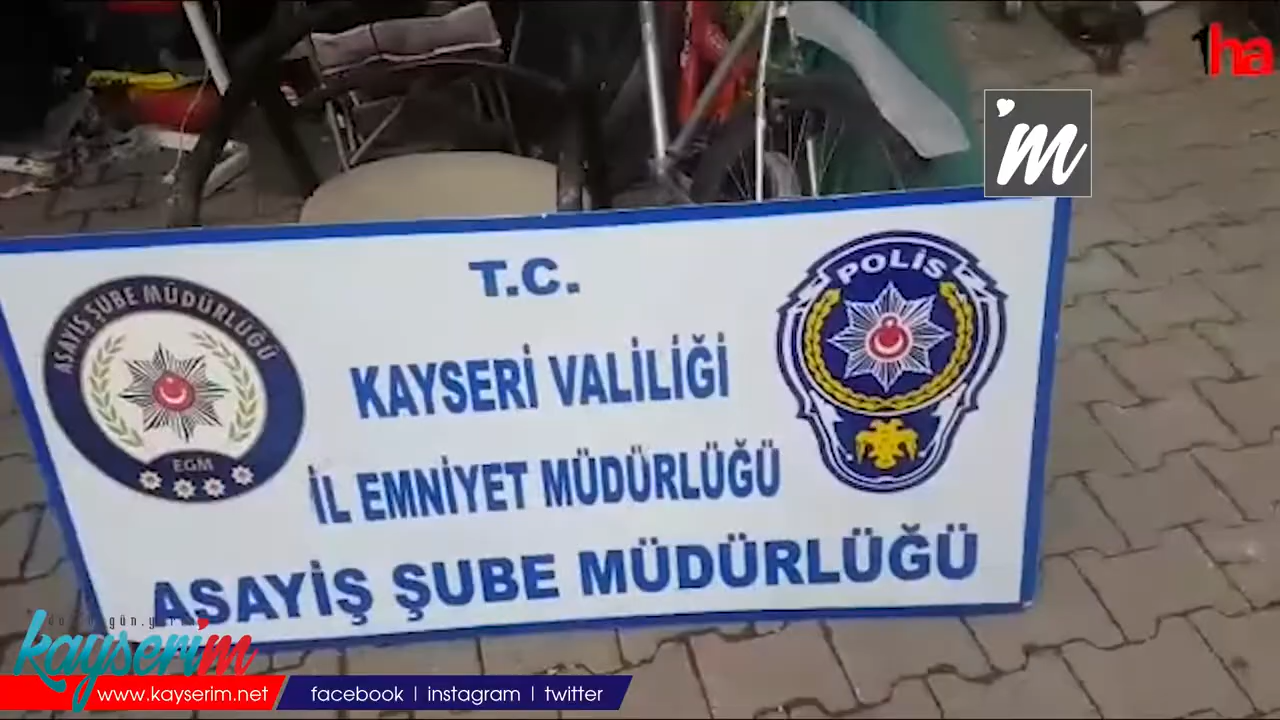 ha
'm
T.C.
KAYSERİ VALİLİĞİ
İL EMNİYET MÜDÜRLÜĞÜ
ASAYİŞ ŞUBE MÜDÜRLÜĞÜ
ASAYİŞ ŞUBE MÜDÜRLÜĞÜ
EGM
POLİS
kayserim
www.kayserim.net
facebook | instagram | twitter